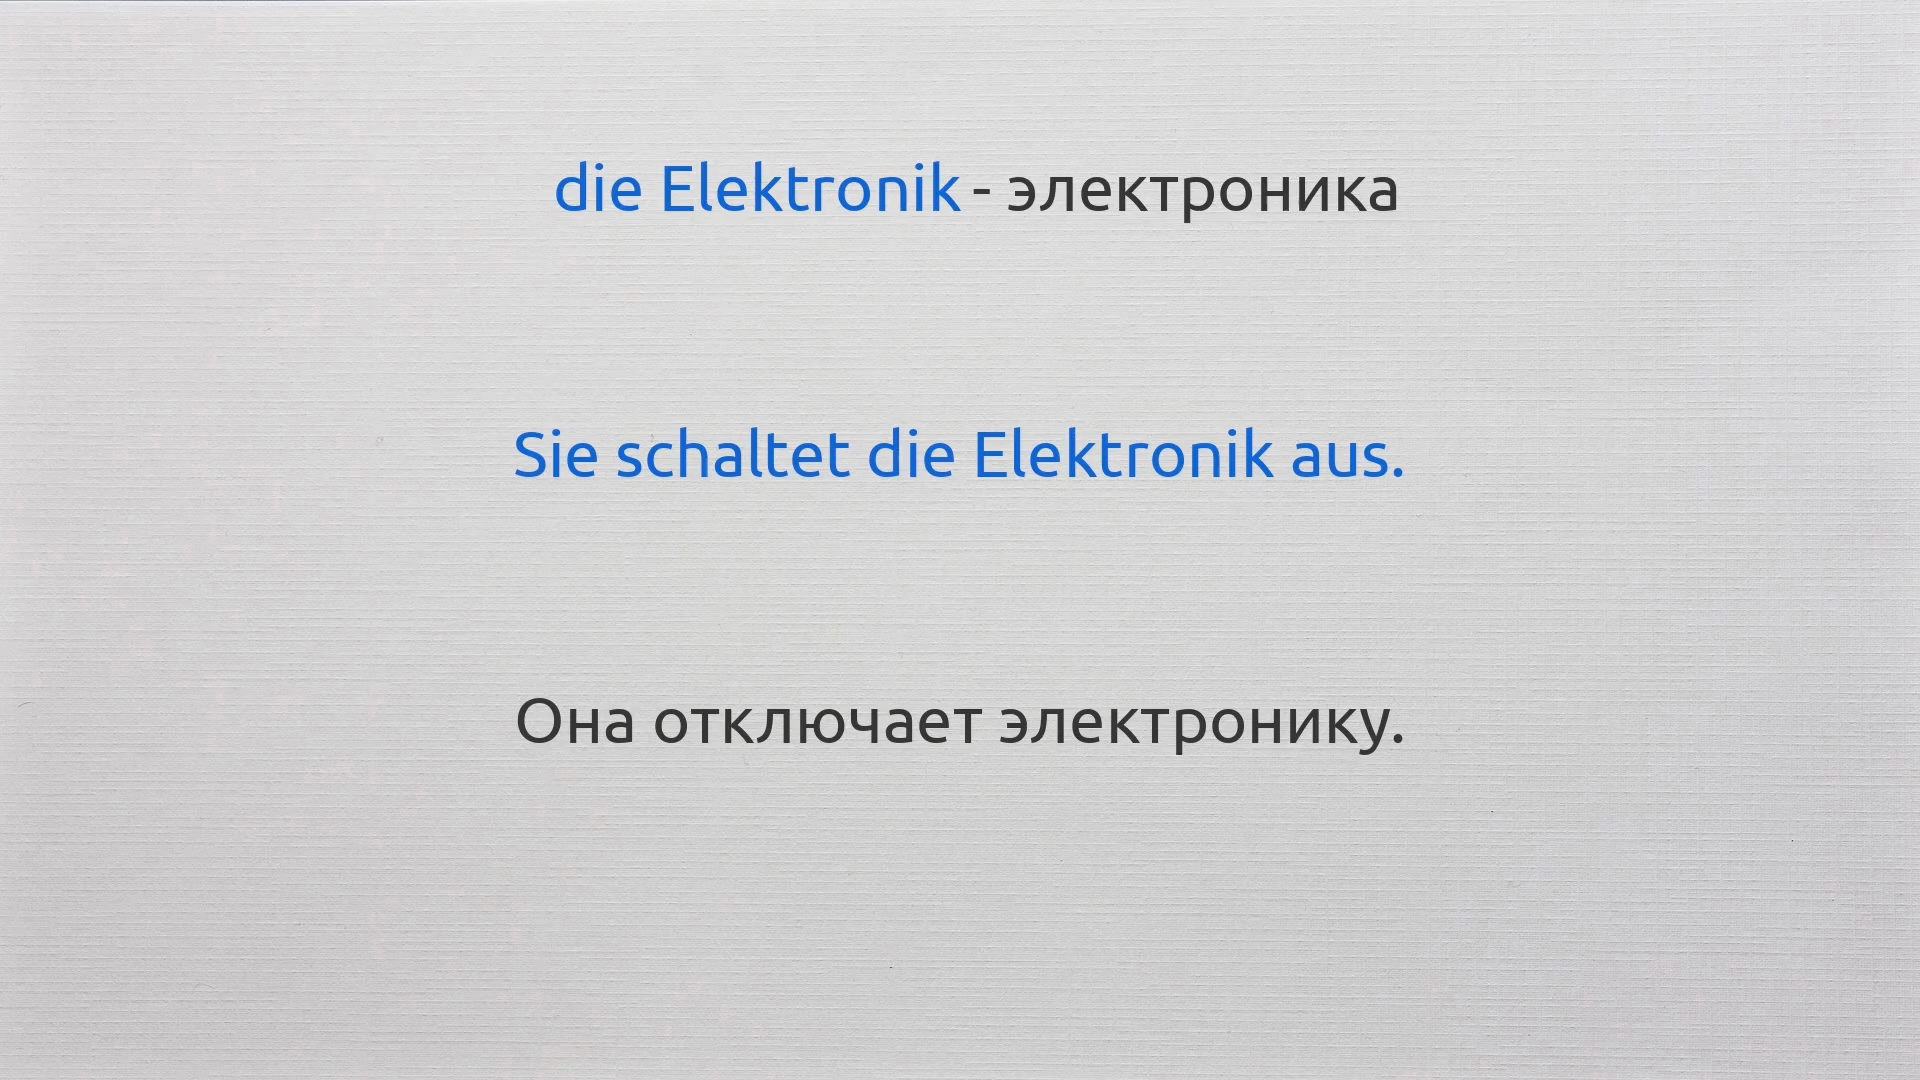 die Elektronik - электроника
Sie schaltet die Elektronik aus.
Она отключает электронику.